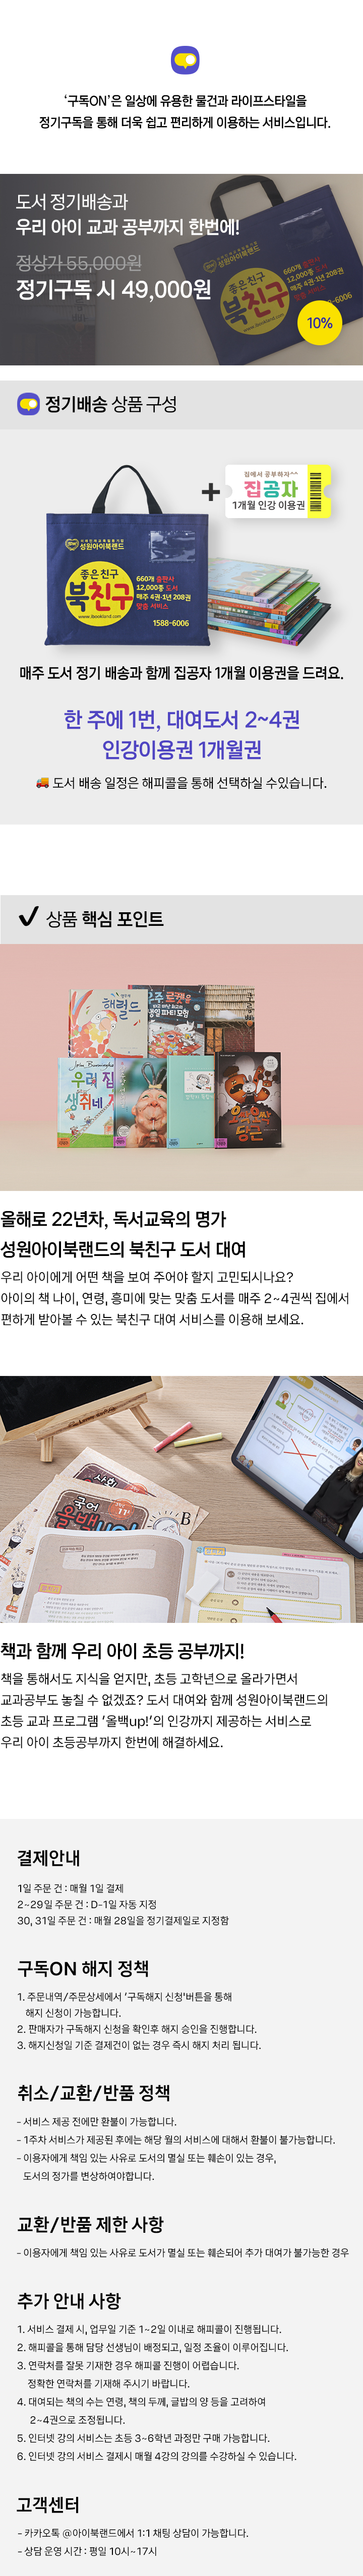 ‘구독ON’은 일상에 유용한 물건과 라이프스타일을
정기구독을 통해 더욱 쉽고 편리하게 이용하는 서비스입니다.
도서 정기배송과
우리 아이 교과 공부까지 한번에!
정상가 55,000원
정기구독 시 49,000원
성원아이북랜드
좋은친구
북친구
660개 출판사
12,000종 도서
매주 4권·3년 208권
10%
정기배송 상품 구성
+
집에서 공부하자^^
집공자
1개월 인강 이용권
성원아이북랜드
좋은친구
북친구
www.ibookland.com
660개 출판사
12,000종 도서
매주 4권·1년 208권
맞춤 서비스
1588-6006
매주 도서 정기 배송과 함께 집공자 1개월 이용권을 드려요.
한 주에 1번, 대여도서 2~4권
인강이용권 1개월권
도서 배송 일정은 해피콜을 통해 선택하실 수있습니다.
상품 핵심 포인트
해럴드
우리 집
당근
올해로 22년차, 독서교육의 명가
성원아이북랜드의 북친구 도서 대여
우리 아이에게 어떤 책을 보여 주어야 할지 고민되시나요?
아이의 책 나이, 연령, 흥미에 맞는 맞춤 도서를 매주 2~4권씩 집에서
편하게 받아볼 수 있는 북친구 대여 서비스를 이용해 보세요.
사회
국어
올백
B
책과 함께 우리 아이 초등 공부까지!
책을 통해서도 지식을 얻지만, 초등 고학년으로 올라가면서
교과공부도 놓칠 수 없겠죠? 도서 대여와 함께 성원아이북랜드의
초등 교과 프로그램 ‘올백up!’의 인강까지 제공하는 서비스로
우리 아이 초등공부까지 한번에 해결하세요.
결제안내
1일 주문 건 : 매월 1일 결제
2~29일 주문 건 : D-1일 자동 지정
30, 31일 주문 건 : 매월 28일을 정기결제일로 지정함
구독ON 해지 정책
1. 주문내역/주문상세에서 ‘구독해지 신청’버튼을 통해
해지 신청이 가능합니다.
2. 판매자가 구독해지 신청을 확인후 해지 승인을 진행합니다.
3. 해지신청일 기준 결제건이 없는 경우 즉시 해지 처리 됩니다.
취소/교환/반품 정책
- 서비스 제공 전에만 환불이 가능합니다.
- 1주차 서비스가 제공된 후에는 해당 월의 서비스에 대해서 환불이 불가능합니다.
- 이용자에게 책임 있는 사유로 도서의 멸실 또는 훼손이 있는 경우,
도서의 정가를 변상하여야합니다.
교환/반품 제한 사항
- 이용자에게 책임 있는 사유로 도서가 멸실 또는 훼손되어 추가 대여가 불가능한 경우
추가 안내 사항
1. 서비스 결제 시, 업무일 기준 1~2일 이내로 해피콜이 진행됩니다.
2. 해피콜을 통해 담당 선생님이 배정되고, 일정 조율이 이루어집니다.
3. 연락처를 잘못 기재한 경우 해피콜 진행이 어렵습니다.
정확한 연락처를 기재해 주시기 바랍니다.
4. 대여되는 책의 수는 연령, 책의 두께, 글밥의 양 등을 고려하여
2~4권으로 조정됩니다.
5. 인터넷 강의 서비스는 초등 3~6학년 과정만 구매 가능합니다.
6. 인터넷 강의 서비스 결제시 매월 4강의 강의를 수강하실 수 있습니다.
고객센터
- 카카오톡 @아이북랜드에서 1:1 채팅 상담이 가능합니다.
- 상담 운영 시간 : 평일 10시~17시